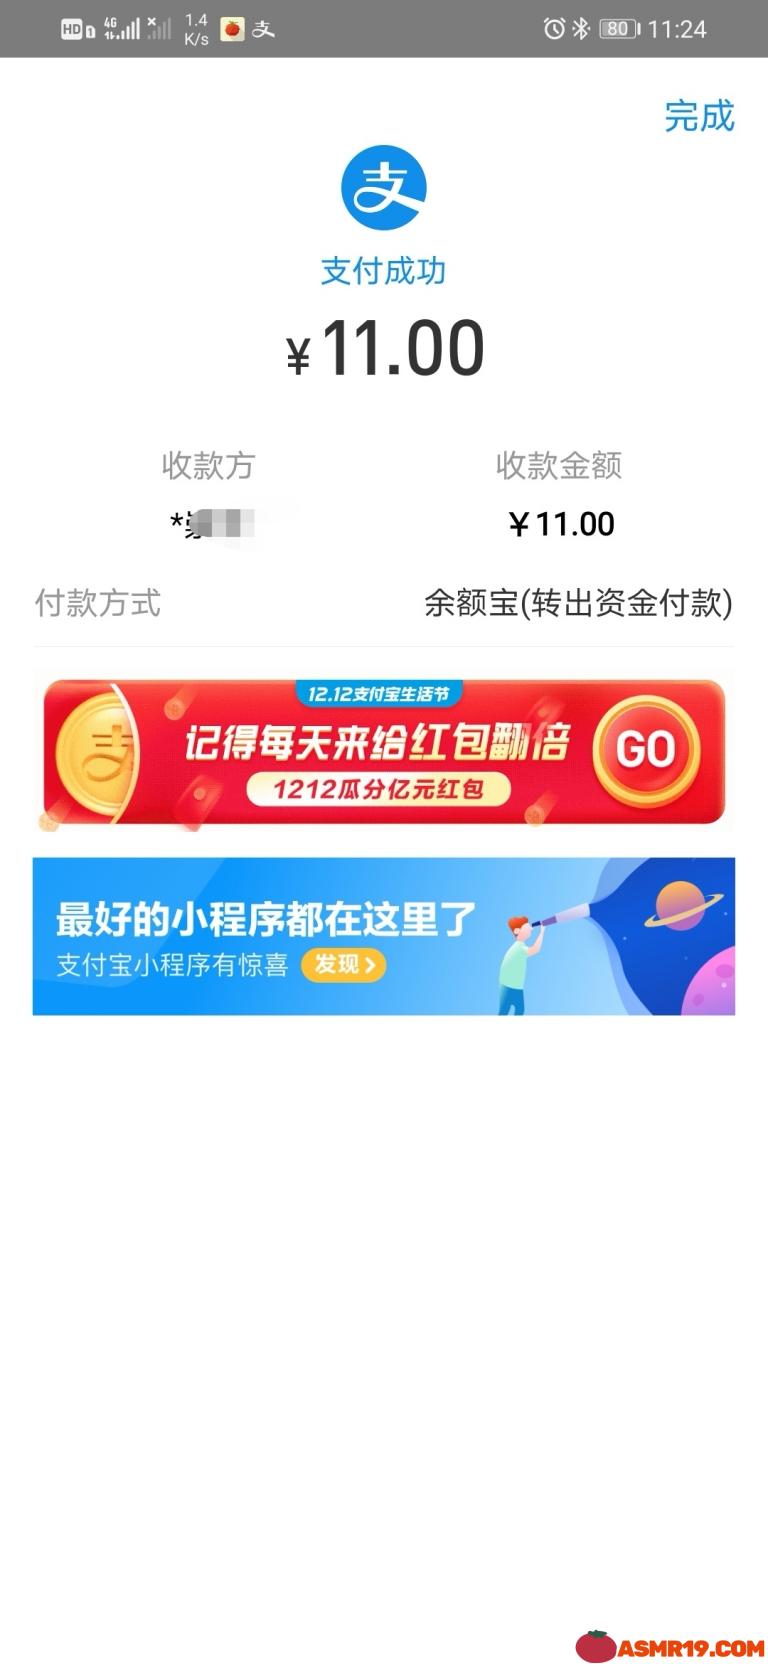 HD 1 4G 1.4 K/s 支 80 11:24
完成
支
支付成功
¥11.00
收款方 收款金额
* ¥11.00
付款方式 余额宝(转出资金付款)
12.12支付宝生活节
记得每天来给红包翻倍
GO
1212瓜分亿元红包
最好的小程序都在这里了
支付宝小程序有惊喜 发现>
ASMR19.COM